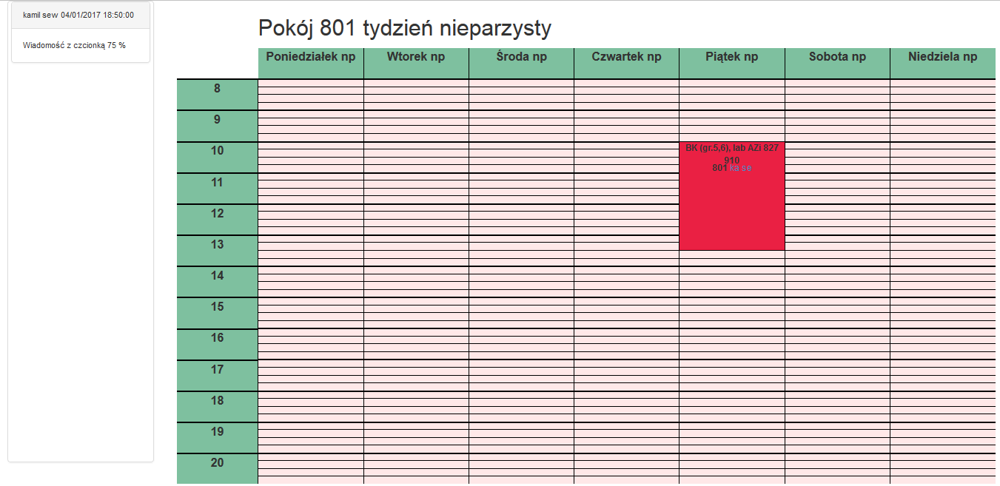 kamil sew 04/01/2017 18:50:00
Wiadomość z czcionką 75 %
Pokój 801 tydzień nieparzysty
Poniedziałek np Wtorek np Środa np Czwartek np Piątek np Sobota np Niedziela np
8
9
10
BK (gr.5,6), lab AZi 827
910
801 ka se
11
12
13
14
15
16
17
18
19
20